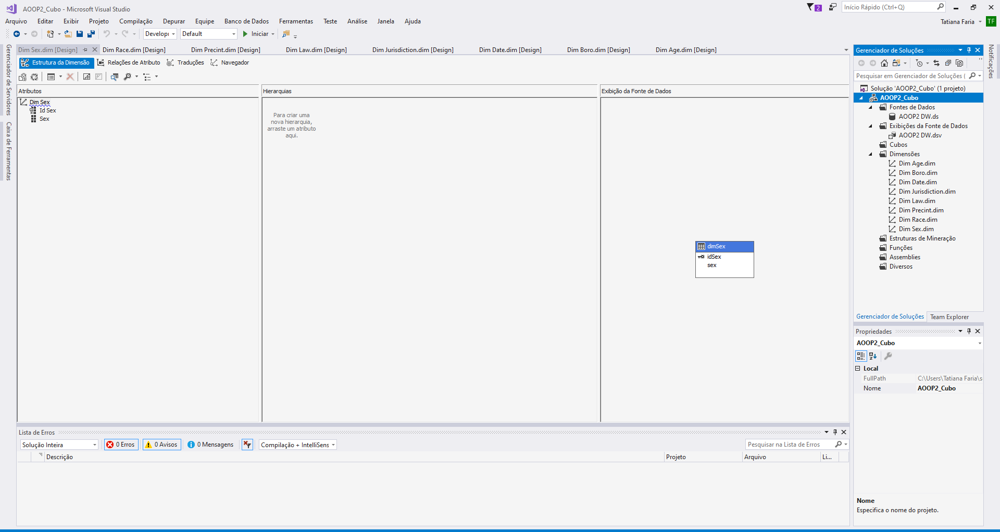 AOOP2_Cubo - Microsoft Visual Studio
2
Início Rápido (Ctrl+Q)
Arquivo Editar Exibir Projeto Compilação Depurar Equipe Banco de Dados Ferramentas Teste Análise Janela Ajuda
Tatiana Faria TF
Develop Default Iniciar
Gerenciador de Servidores
Caixa de Ferramentas
Dim Sex.dim [Design] Dim Race.dim [Design] Dim Precint.dim [Design] Dim Law.dim [Design] Dim Jurisdiction.dim [Design] Dim Date.dim [Design] Dim Boro.dim [Design] Dim Age.dim [Design]
Estrutura da Dimensão Relações de Atributo Traduções Navegador
Atributos
Dim Sex
Id Sex
Sex
Hierarquias
Para criar uma
nova hierarquia,
arraste um atributo
aqui.
Exibição da Fonte de Dados
dimSex
idSex
sex
Gerenciador de Soluções
Pesquisar em Gerenciador de Soluções (
Solução 'AOOP2_Cubo' (1 projeto)
AOOP2_Cubo
Fontes de Dados
AOOP2 DW.ds
Exibições da Fonte de Dados
AOOP2 DW.dsv
Cubos
Dimensões
Dim Age.dim
Dim Boro.dim
Dim Date.dim
Dim Jurisdiction.dim
Dim Law.dim
Dim Precint.dim
Dim Race.dim
Dim Sex.dim
Estruturas de Mineração
Funções
Assemblies
Diversos
Gerenciador de Soluções Team Explorer
Notificações
Propriedades
AOOP2_Cubo
Local
FullPath C:\Users\Tatiana Faria\s
Nome AOOP2_Cubo
Nome
Especifica o nome do projeto.
Lista de Erros
Solução Inteira 0 Erros 0 Avisos 0 Mensagens Compilação + IntelliSens
Pesquisar na Lista de Erros
Descrição Projeto Arquivo Li...